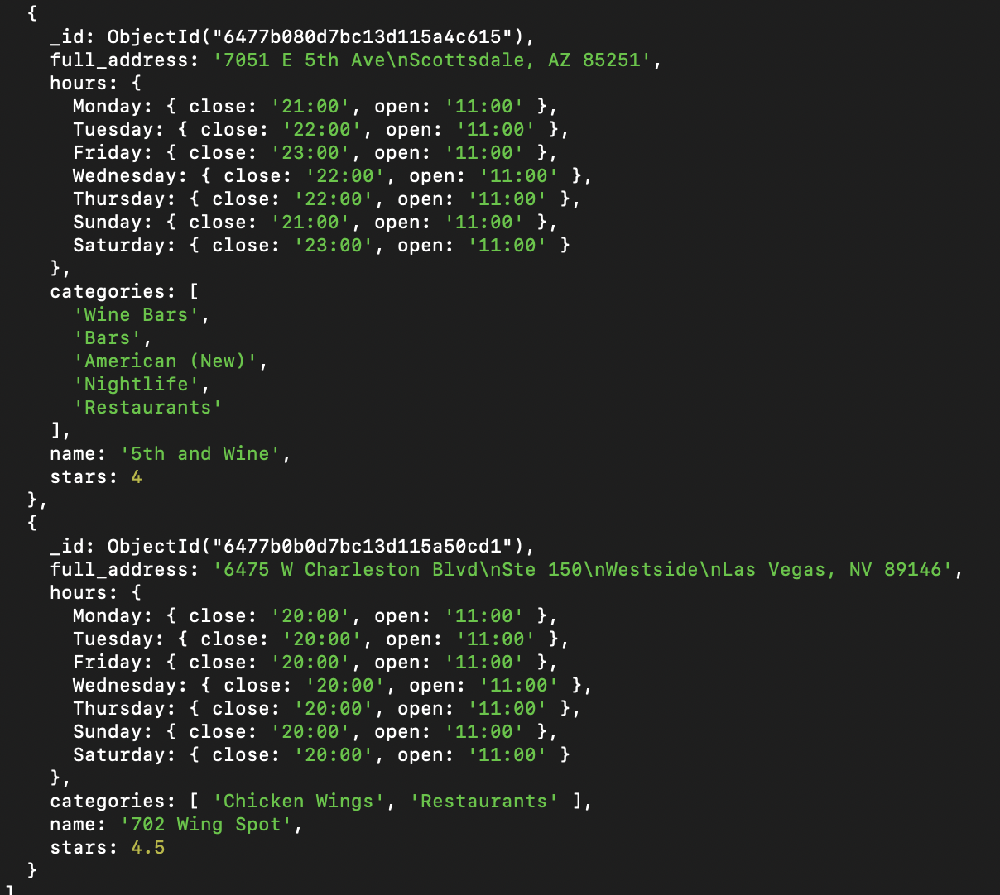 {
_id: ObjectId("6477b080d7bc13d115a4c615"),
full_address: '7051 E 5th Ave\nScottsdale, AZ 85251',
hours: {
Monday: { close: '21:00', open: '11:00' },
Tuesday: { close: '22:00', open: '11:00' },
Friday: { close: '23:00', open: '11:00' },
Wednesday: { close: '22:00', open: '11:00' },
Thursday: { close: '22:00', open: '11:00' },
Sunday: { close: '21:00', open: '11:00' },
Saturday: { close: '23:00', open: '11:00' }
},
categories: [
'Wine Bars',
'Bars',
'American (New)',
'Nightlife',
'Restaurants'
],
name: '5th and Wine',
stars: 4
},
{
_id: ObjectId("6477b0b0d7bc13d115a50cd1"),
full_address: '6475 W Charleston Blvd\nSte 150\nWestside\nLas Vegas, NV 89146',
hours: {
Monday: { close: '20:00', open: '11:00' },
Tuesday: { close: '20:00', open: '11:00' },
Friday: { close: '20:00', open: '11:00' },
Wednesday: { close: '20:00', open: '11:00' },
Thursday: { close: '20:00', open: '11:00' },
Sunday: { close: '20:00', open: '11:00' },
Saturday: { close: '20:00', open: '11:00' }
},
categories: [ 'Chicken Wings', 'Restaurants' ],
name: '702 Wing Spot',
stars: 4.5
}
]